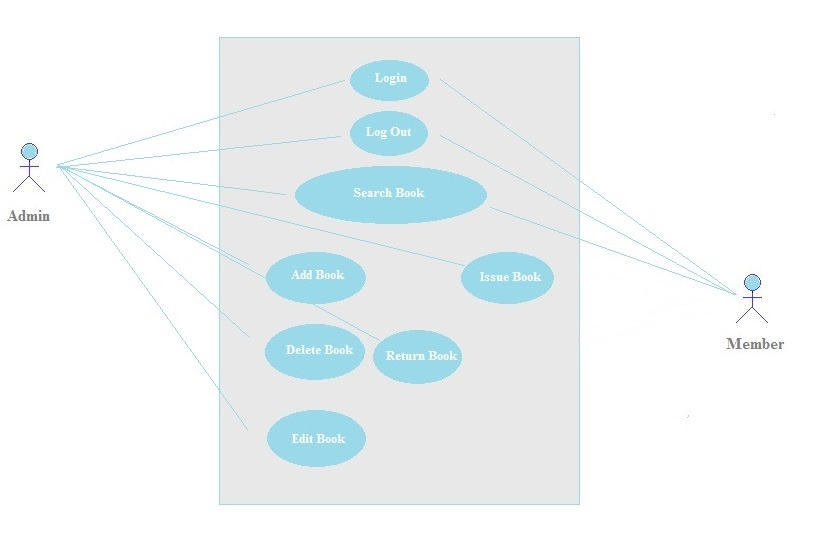 Login
Log Out
Search Book
Admin
Add Book
Issue Book
Delete Book
Return Book
Member
Edit Book